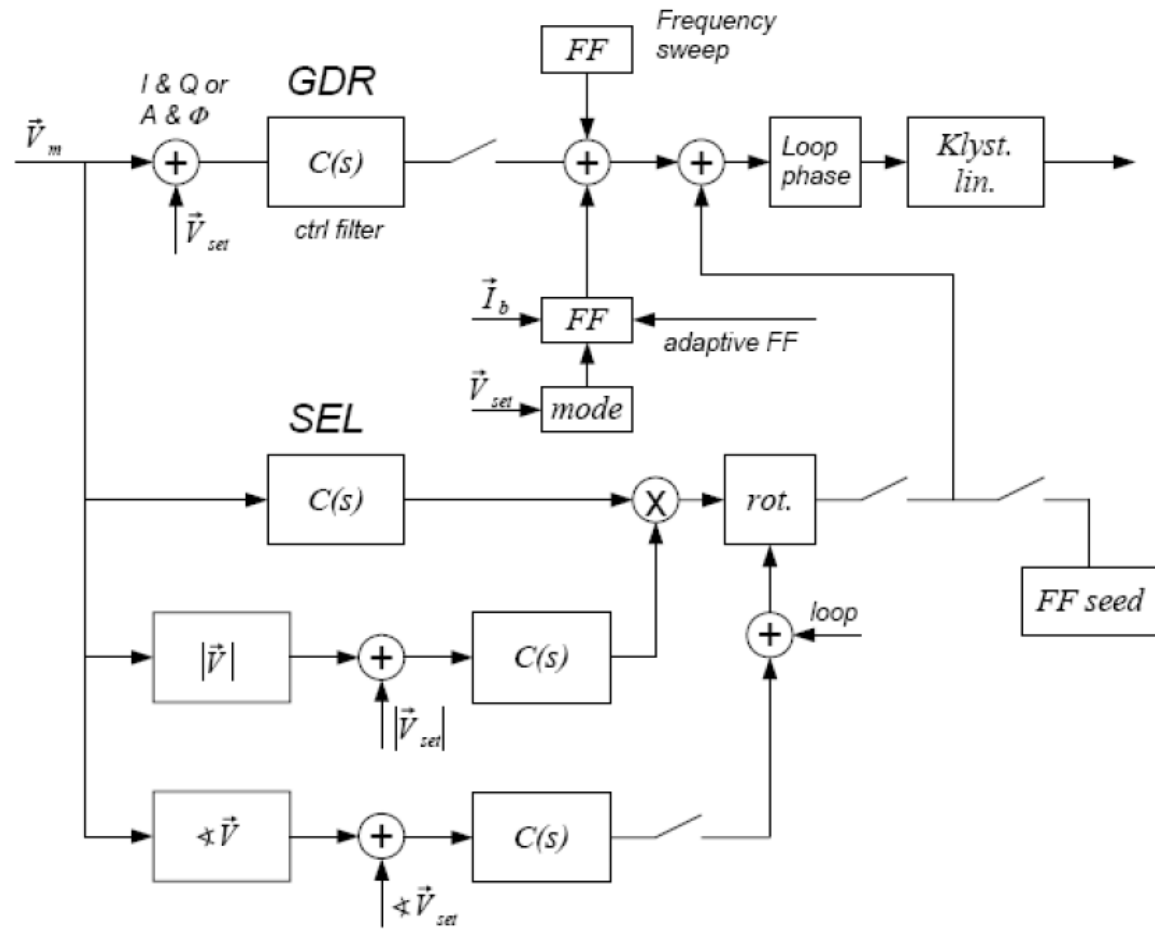 Frequency
sweep
FF
I & Q or
A & Φ
GDR
V⃗ₘ
+
C(s)
+
+
Loop
phase
Klyst.
lin.
V⃗ set
ctrl filter
I⃗ b
FF
adaptive FF
V⃗ set
mode
SEL
C(s)
X
rot.
FF seed
loop
+
|V⃗|
+
C(s)
|V⃗ set|
∢V⃗
+
C(s)
∢V⃗ set